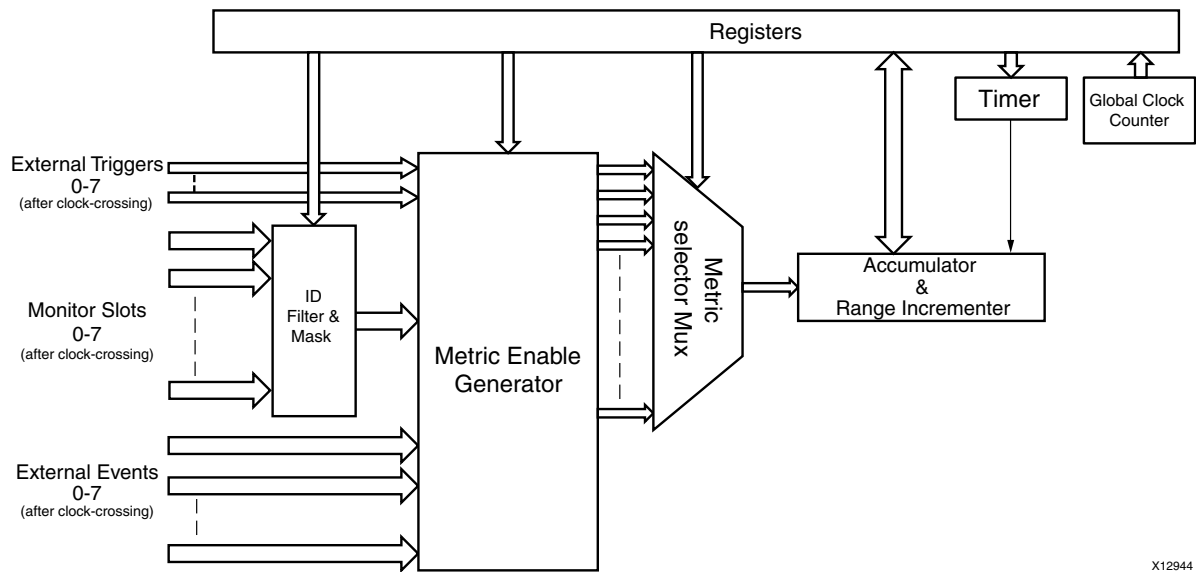 Registers
Timer
Global Clock
Counter
External Triggers
0-7
(after clock-crossing)
Monitor Slots
0-7
(after clock-crossing)
External Events
0-7
(after clock-crossing)
ID
Filter &
Mask
Metric Enable
Generator
Metric
selector Mux
Accumulator
&
Range Incrementer
X12944